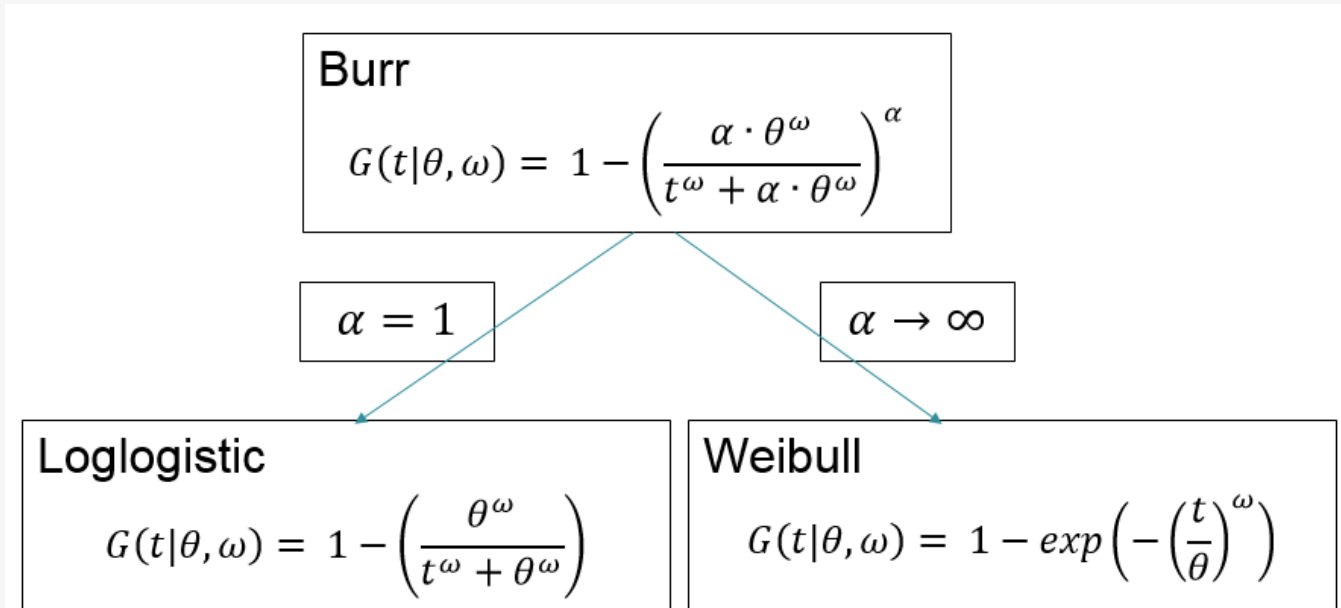 Burr
G(t|θ, ω) = 1 − (α · θ^ω / (t^ω + α · θ^ω))^α
α = 1
α → ∞
Loglogistic
G(t|θ, ω) = 1 − (θ^ω / (t^ω + θ^ω))
Weibull
G(t|θ, ω) = 1 − exp(−(t/θ)^ω)